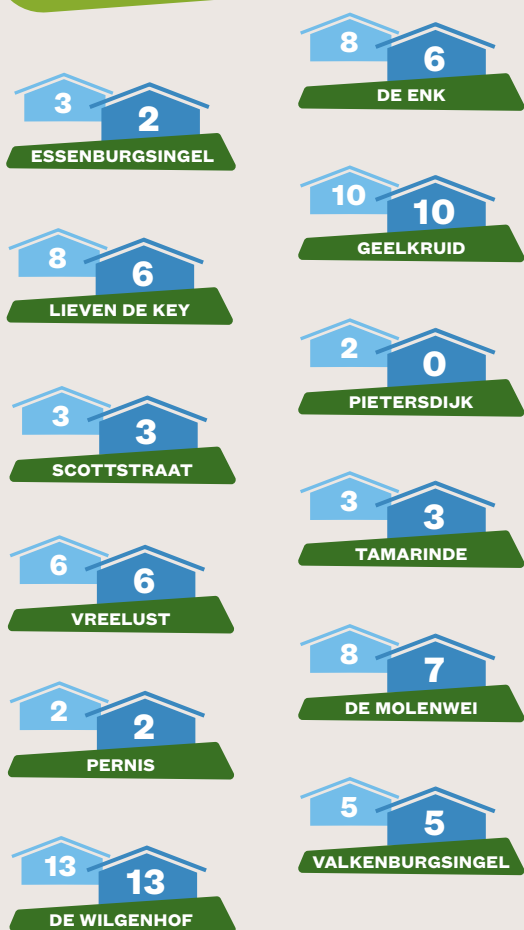 3
2
ESSENBURGSINGEL
8
6
LIEVEN DE KEY
3
3
SCOTTSTRAAT
6
6
VREELUST
2
2
PERNIS
13
13
DE WILGENHOF
8
6
DE ENK
10
10
GEELKRUID
2
0
PIETERSDIJK
3
3
TAMARINDE
8
7
DE MOLENWEI
5
5
VALKENBURGSINGEL